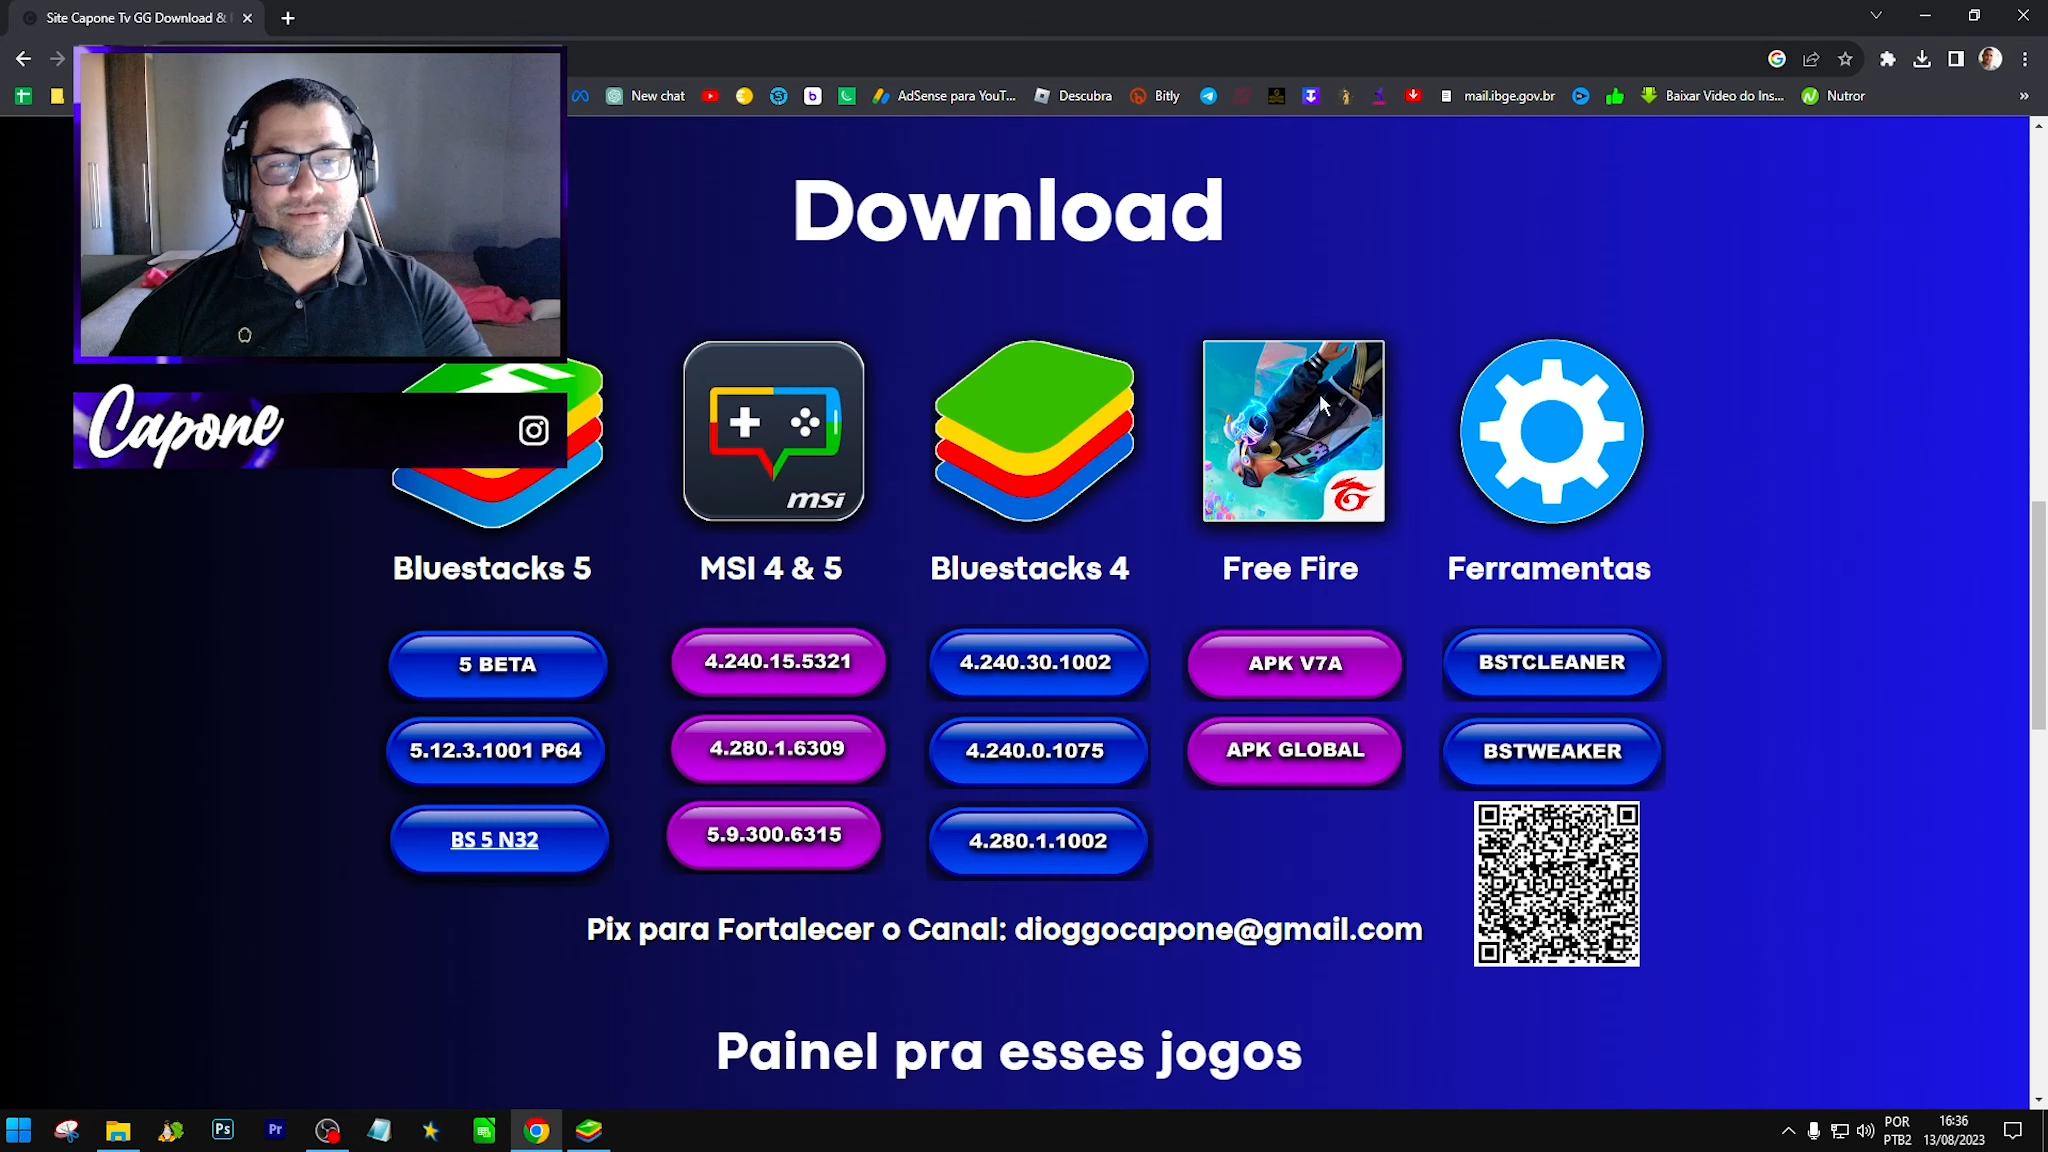 Site Capone Tv GG Download &
New chat
AdSense para YouT...
Descubra
Bitly
mail.ibge.gov.br
Baixar Video do Ins...
Nutror
»
Download
Capone
msi
Bluestacks 5
MSI 4 & 5
Bluestacks 4
Free Fire
Ferramentas
5 BETA
4.240.15.5321
4.240.30.1002
APK V7A
BSTCLEANER
5.12.3.1001 P64
4.280.1.6309
4.240.0.1075
APK GLOBAL
BSTWEAKER
BS 5 N32
5.9.300.6315
4.280.1.1002
Pix para Fortalecer o Canal: dioggocapone@gmail.com
Painel pra esses jogos
Ps
Pr
POR
PTB2
16:36
13/08/2023